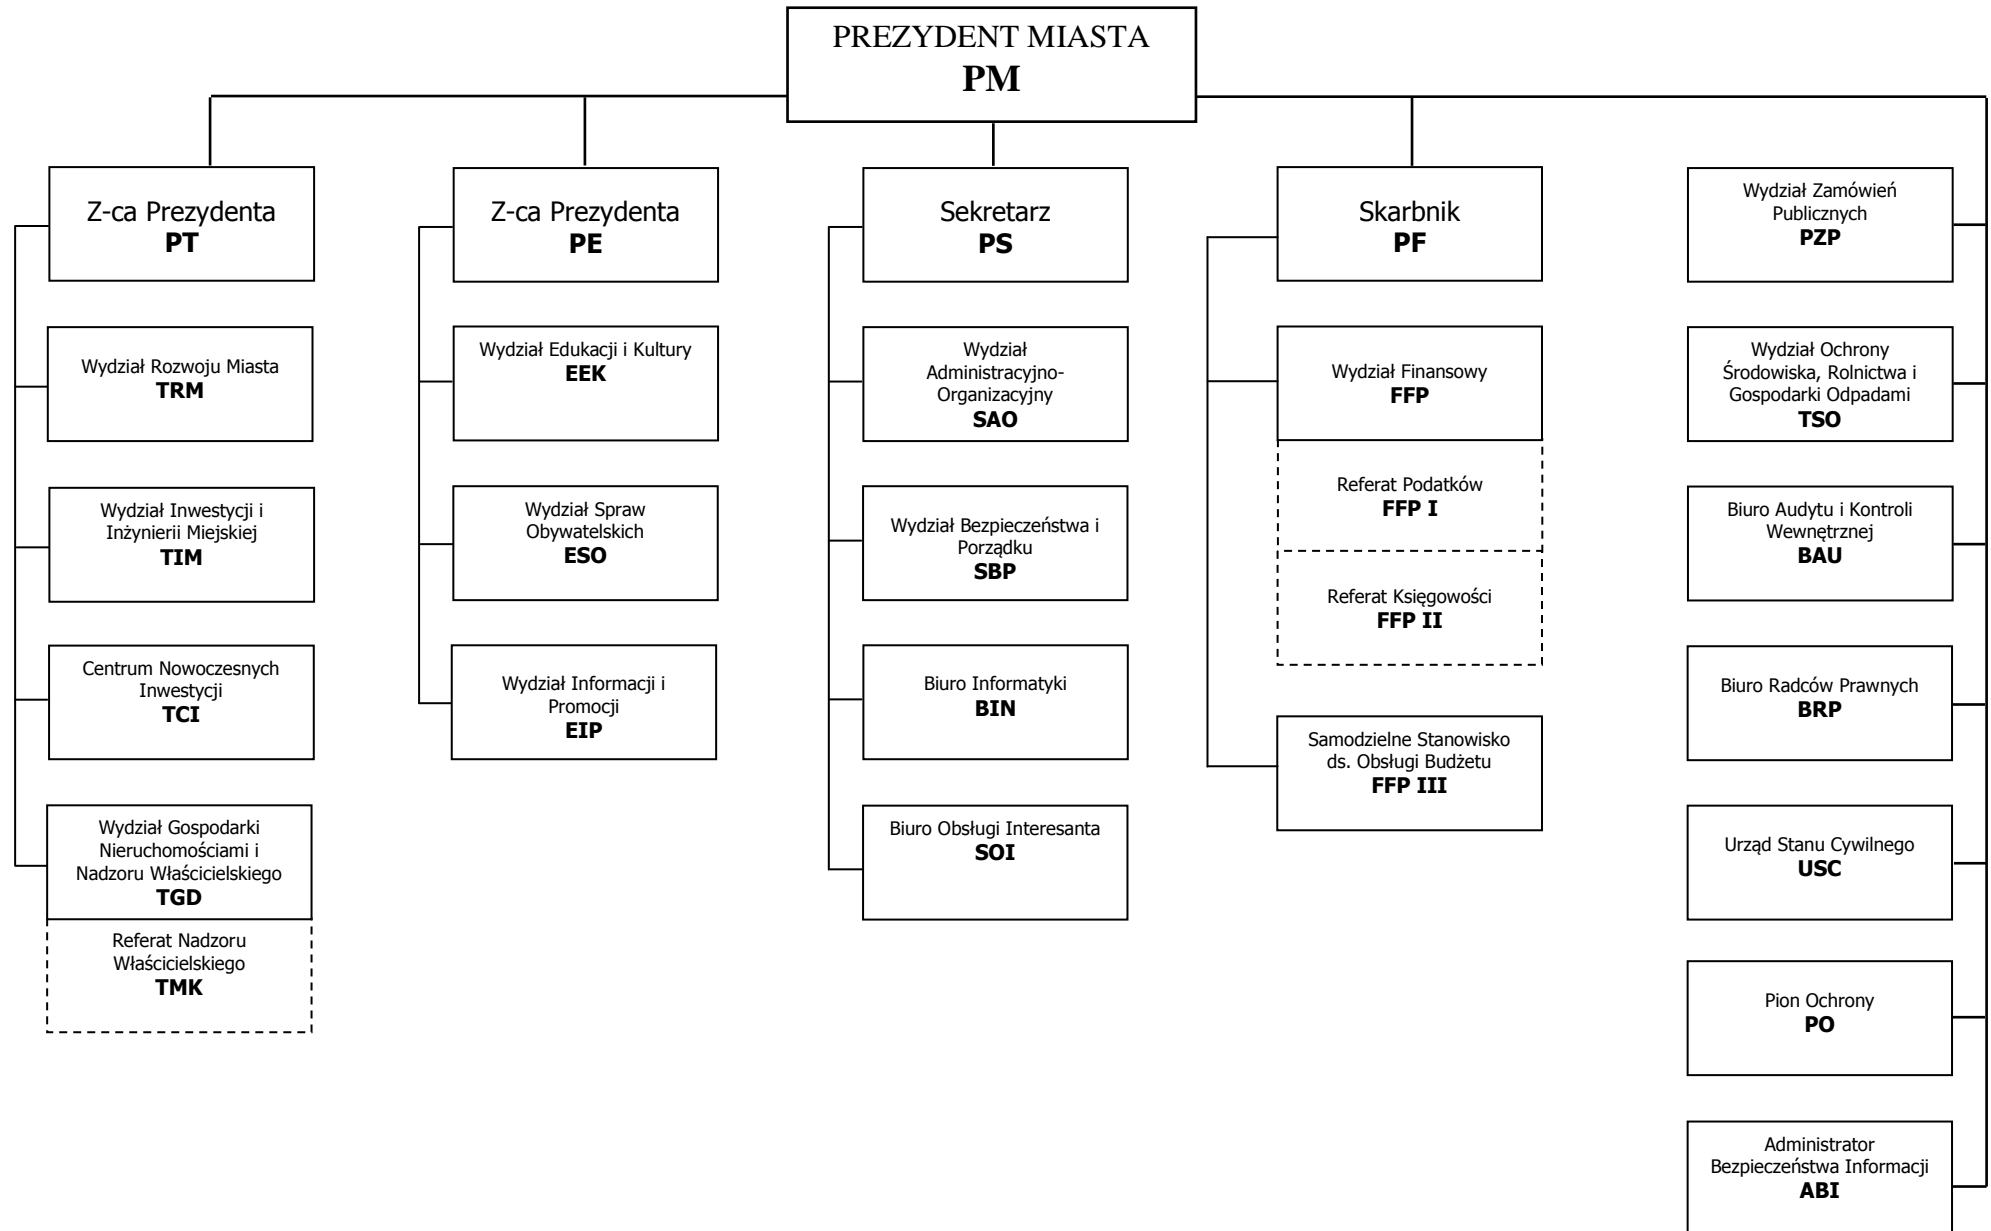 PREZYDENT MIASTA
PM
Z-ca Prezydenta
PT
Wydział Rozwoju Miasta
TRM
Wydział Inwestycji i
Inżynierii Miejskiej
TIM
Centrum Nowoczesnych
Inwestycji
TCI
Wydział Gospodarki
Nieruchomościami i
Nadzoru Właścicielskiego
TGD
Referat Nadzoru
Właścicielskiego
TMK
Z-ca Prezydenta
PE
Wydział Edukacji i Kultury
EEK
Wydział Spraw
Obywatelskich
ESO
Wydział Informacji i
Promocji
EIP
Sekretarz
PS
Wydział
Administracyjno-
Organizacyjny
SAO
Wydział Bezpieczeństwa i
Porządku
SBP
Biuro Informatyki
BIN
Biuro Obsługi Interesanta
SOI
Skarbnik
PF
Wydział Finansowy
FFP
Referat Podatków
FFP I
Referat Księgowości
FFP II
Samodzielne Stanowisko
ds. Obsługi Budżetu
FFP III
Wydział Zamówień
Publicznych
PZP
Wydział Ochrony
Środowiska, Rolnictwa i
Gospodarki Odpadami
TSO
Biuro Audytu i Kontroli
Wewnętrznej
BAU
Biuro Radców Prawnych
BRP
Urząd Stanu Cywilnego
USC
Pion Ochrony
PO
Administrator
Bezpieczeństwa Informacji
ABI